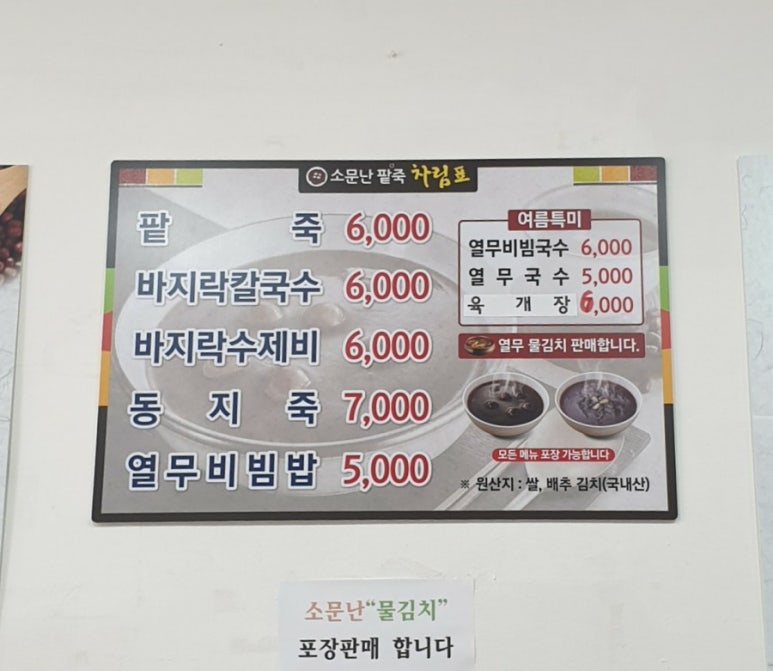 소문난 팥죽 차림표
팥 죽 6,000
바지락칼국수 6,000
바지락수제비 6,000
동 지 죽 7,000
열무비빔밥 5,000
여름특미
열무비빔국수 6,000
열 무 국 수 5,000
육 개 장 6,000
열무 물김치 판매합니다.
모든 메뉴 포장 가능합니다
※ 원산지 : 쌀, 배추 김치(국내산)
소문난“물김치”
포장판매 합니다